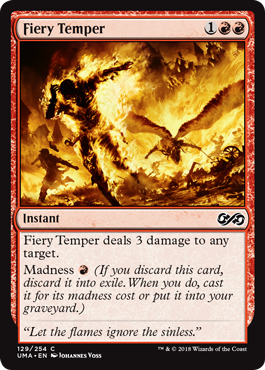 Fiery Temper 1
Instant
Fiery Temper deals 3 damage to any
target.
Madness (If you discard this card,
discard it into exile. When you do, cast
it for its madness cost or put it into
your graveyard.)
“Let the flames ignore the sinless.”
129/254 C
UMA • EN Johannes Voss
™ & © 2018 Wizards of the Coast